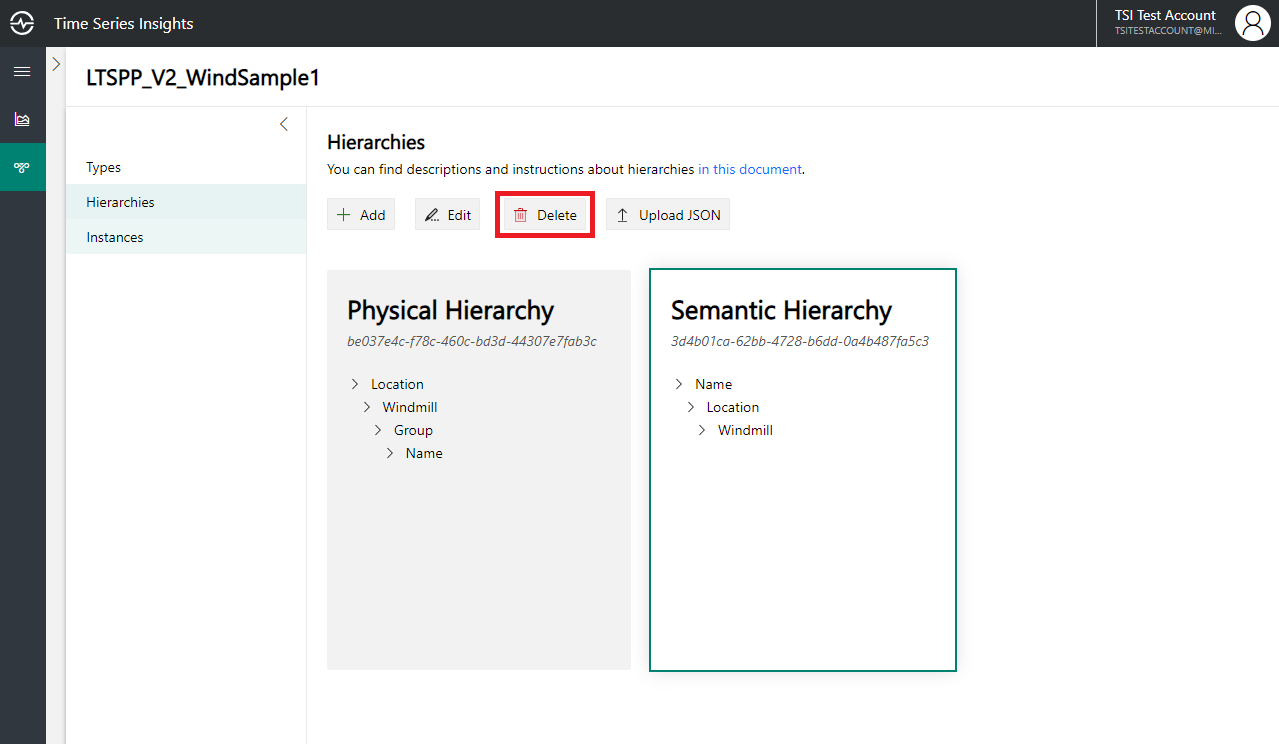 Time Series Insights
TSI Test Account
TSITESTACCOUNT@MI...
LTSPP_V2_WindSample1
Types
Hierarchies
Instances
Hierarchies
You can find descriptions and instructions about hierarchies in this document.
Add
Edit
Delete
Upload JSON
Physical Hierarchy
be037e4c-f78c-460c-bd3d-44307e7fab3c
Location
Windmill
Group
Name
Semantic Hierarchy
3d4b01ca-62bb-4728-b6dd-0a4b487fa5c3
Name
Location
Windmill